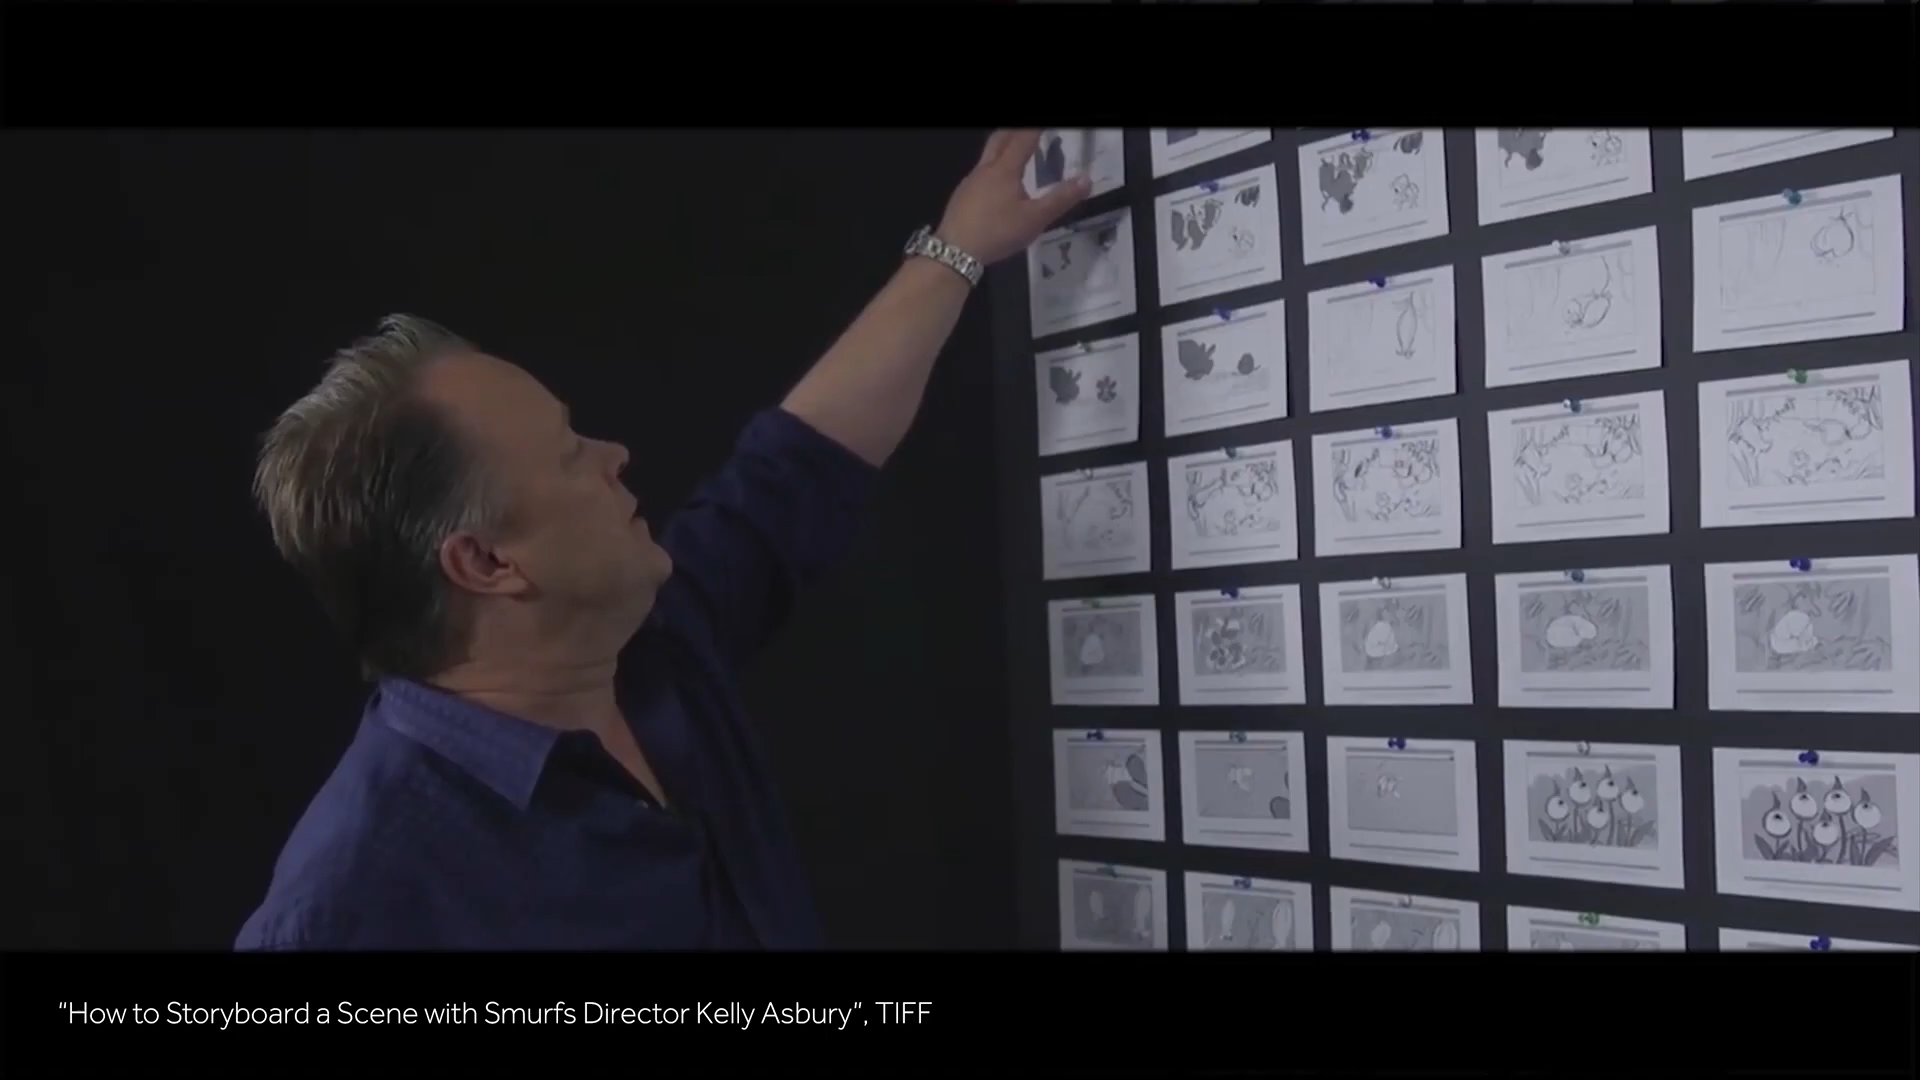 “How to Storyboard a Scene with Smurfs Director Kelly Asbury”, TIFF